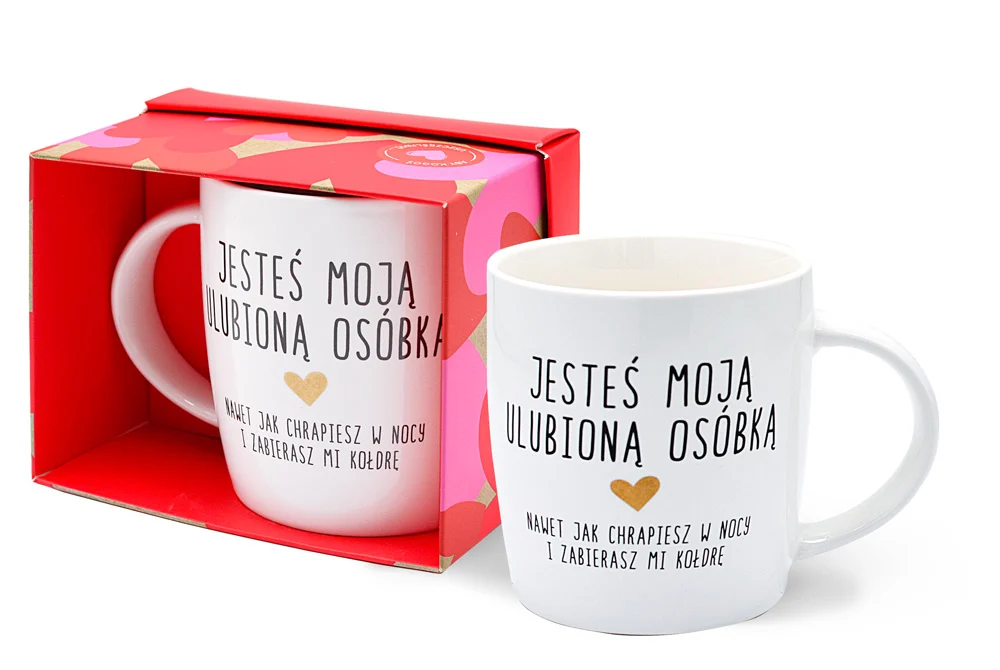 JESTEŚ MOJĄ
ULUBIONĄ OSÓBKĄ
NAWET JAK CHRAPIESZ W NOCY
I ZABIERASZ MI KOŁDRĘ
JESTEŚ MOJĄ
ULUBIONĄ OSÓBKĄ
NAWET JAK CHRAPIESZ W NOCY
I ZABIERASZ MI KOŁDRĘ